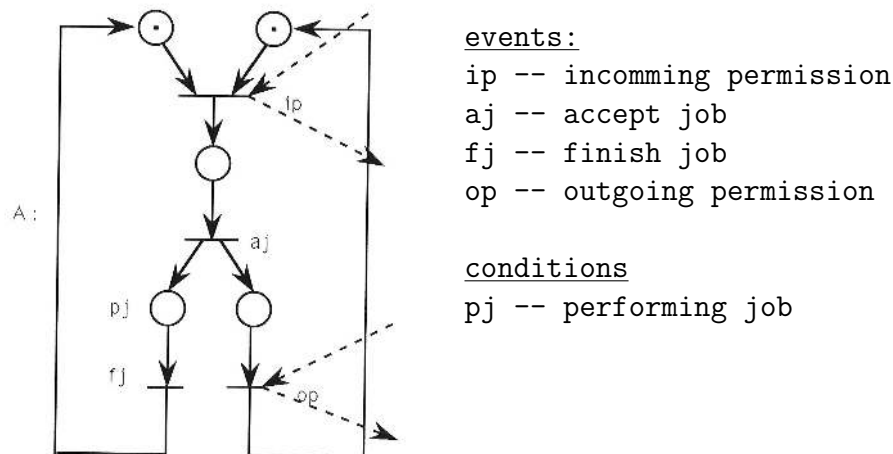 ip
A:
aj
pj
fj
op
events:
ip -- incomming permission
aj -- accept job
fj -- finish job
op -- outgoing permission
conditions
pj -- performing job